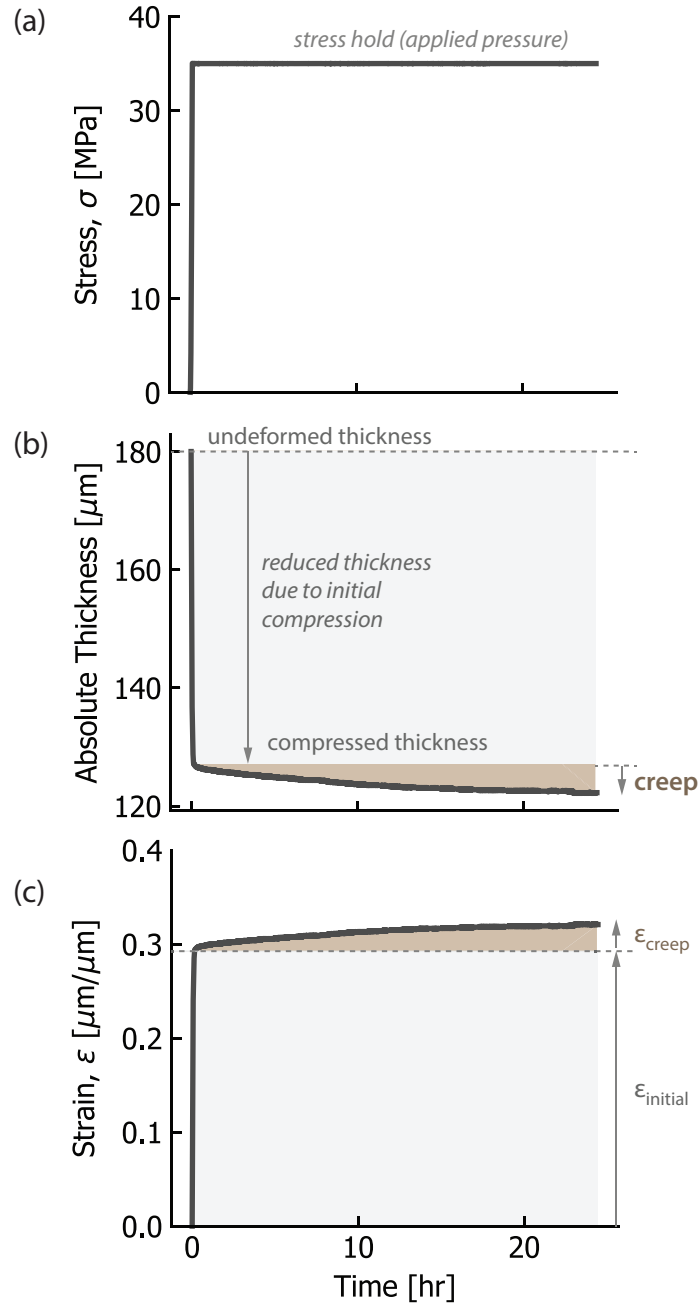 (a)
40
30
20
10
0
Stress, σ [MPa]
stress hold (applied pressure)
(b)
180
160
140
120
Absolute Thickness [μm]
undeformed thickness
reduced thickness
due to initial
compression
compressed thickness
creep
(c)
0.4
0.3
0.2
0.1
0.0
Strain, ε [μm/μm]
εcreep
εinitial
0 10 20
Time [hr]